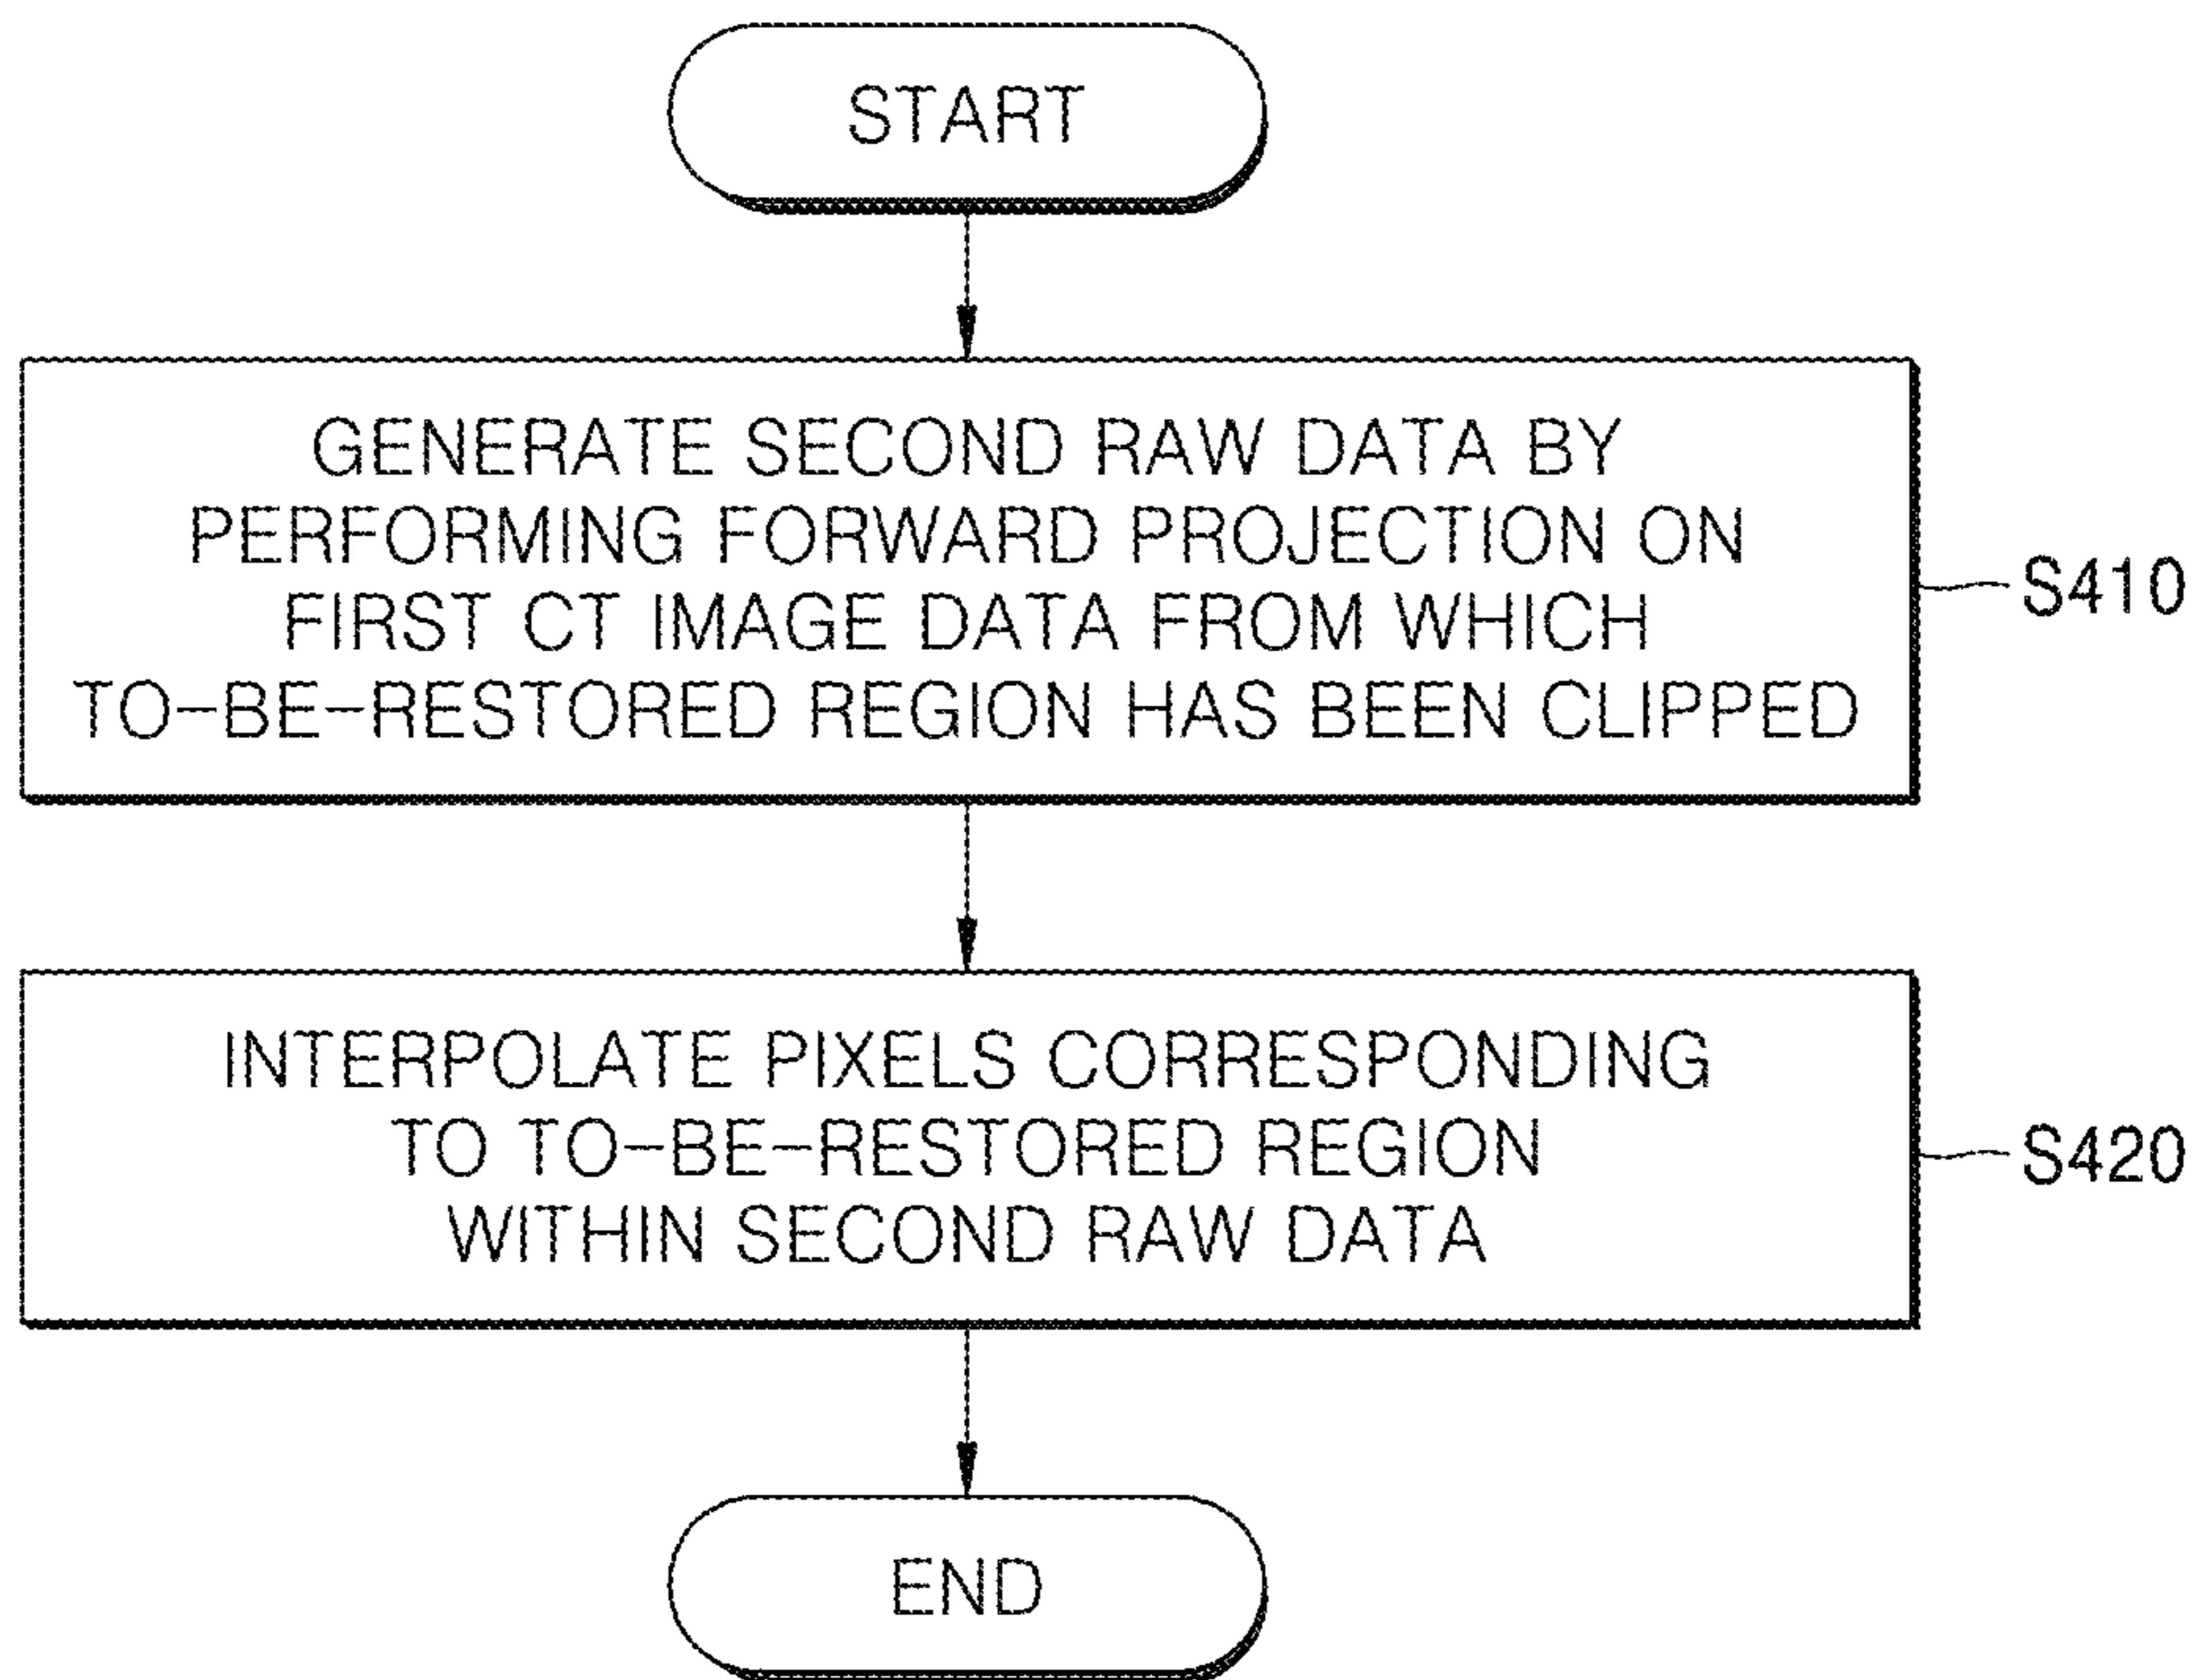 START
GENERATE SECOND RAW DATA BY
PERFORMING FORWARD PROJECTION ON
FIRST CT IMAGE DATA FROM WHICH
TO-BE-RESTORED REGION HAS BEEN CLIPPED
S410
INTERPOLATE PIXELS CORRESPONDING
TO TO-BE-RESTORED REGION
WITHIN SECOND RAW DATA
S420
END